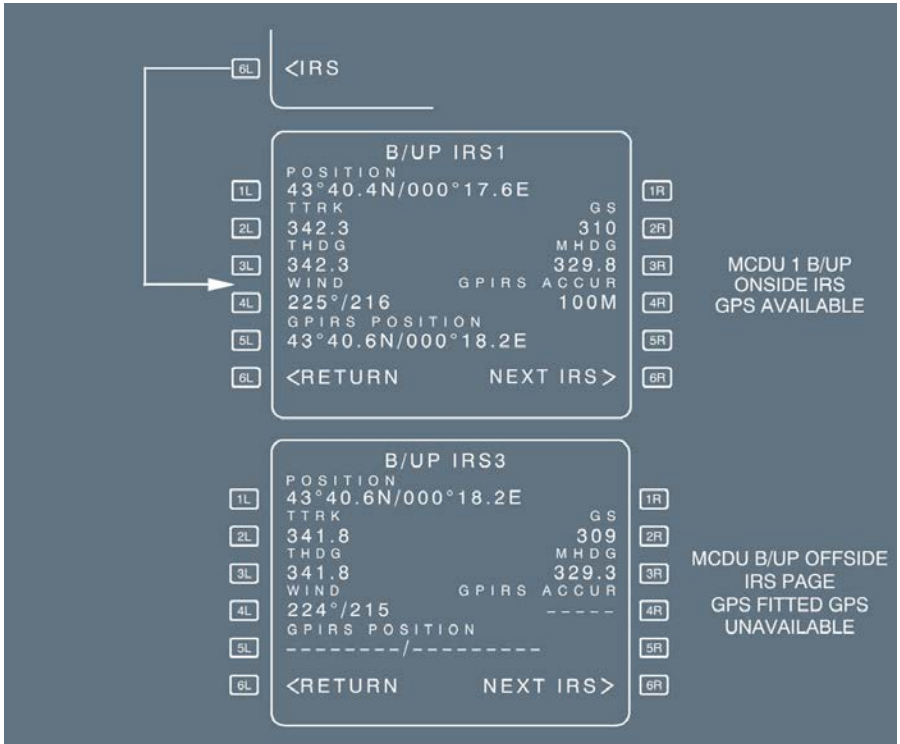 6L <IRS
B/UP IRS1
POSITION
1L 43°40.4N/000°17.6E 1R
TTRK GS
2L 342.3 310 2R
THDG MHDG
3L 342.3 329.8 3R
WIND GPIRS ACCUR
4L 225°/216 100M 4R
GPIRS POSITION
5L 43°40.6N/000°18.2E 5R
6L <RETURN NEXT IRS> 6R
MCDU 1 B/UP
ONSIDE IRS
GPS AVAILABLE
B/UP IRS3
POSITION
1L 43°40.6N/000°18.2E 1R
TTRK GS
2L 341.8 309 2R
THDG MHDG
3L 341.8 329.3 3R
WIND GPIRS ACCUR
4L 224°/215 ----- 4R
GPIRS POSITION
5L --------/--------- 5R
6L <RETURN NEXT IRS> 6R
MCDU B/UP OFFSIDE
IRS PAGE
GPS FITTED GPS
UNAVAILABLE